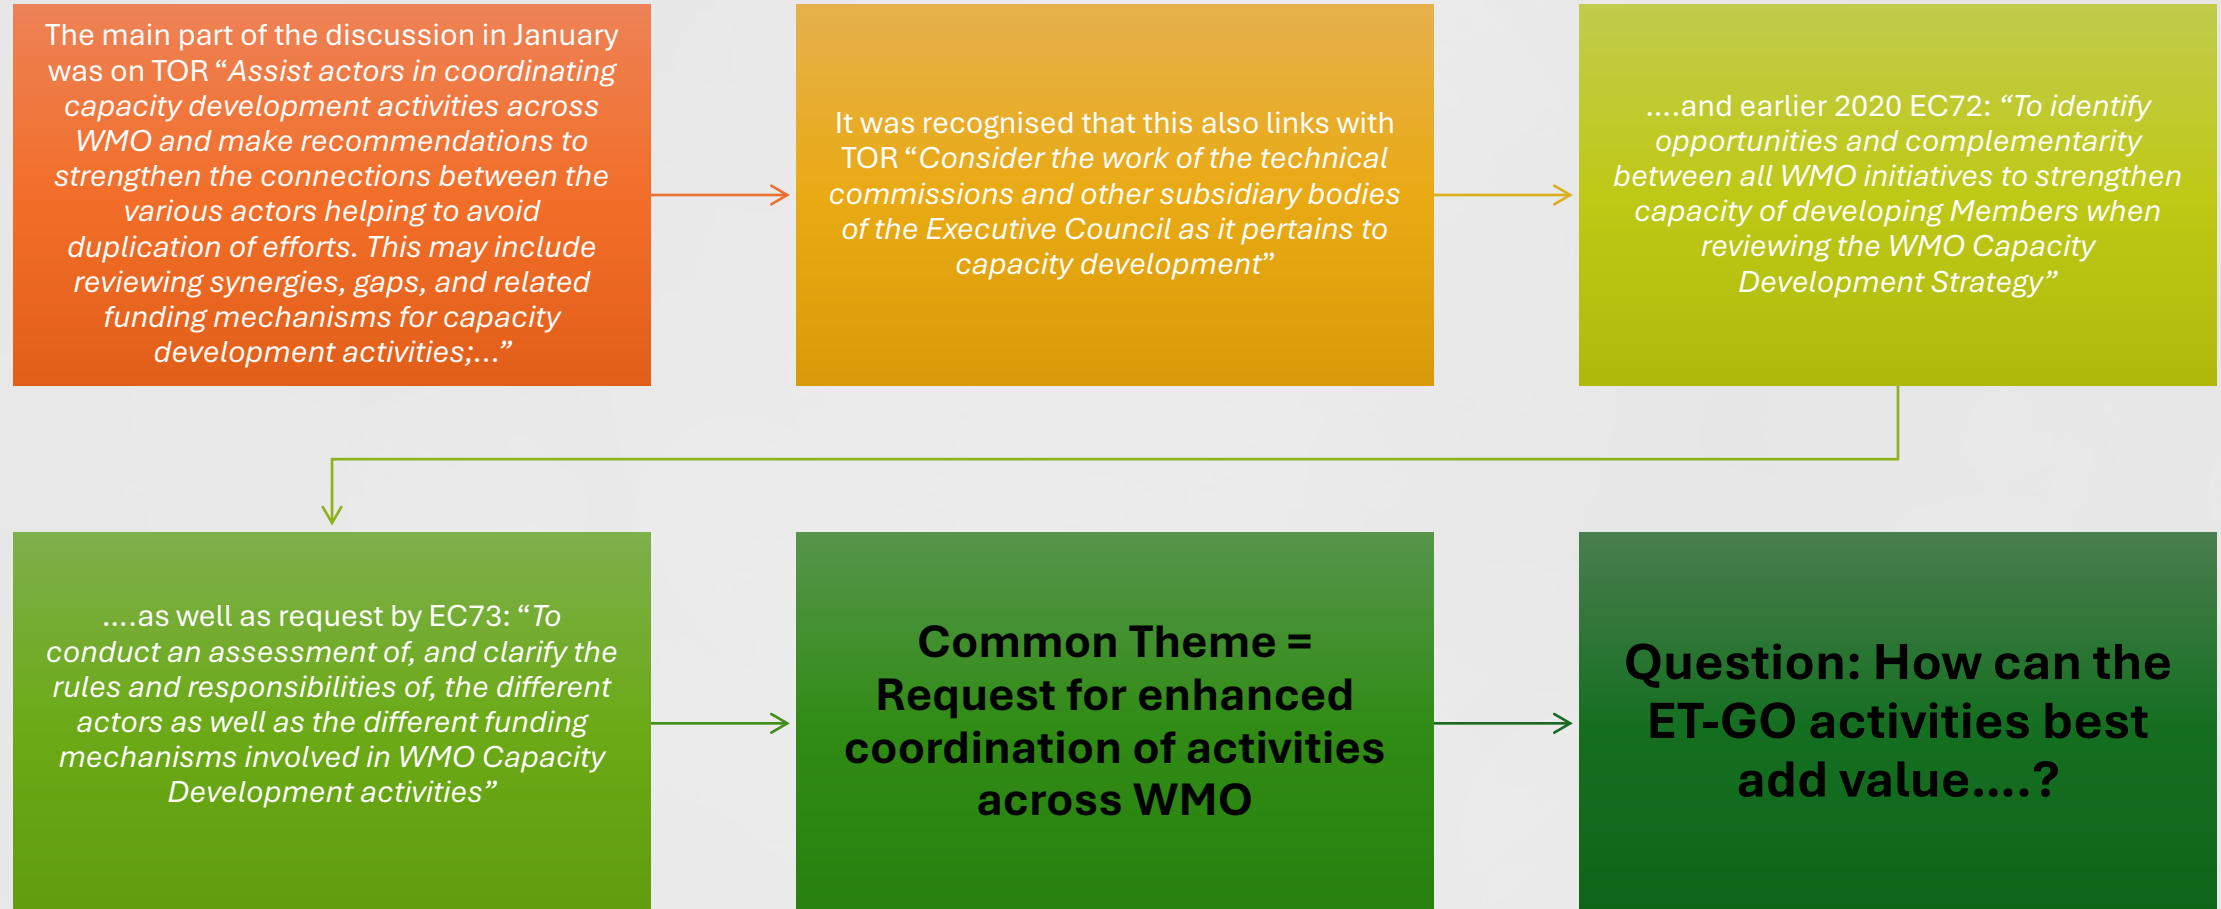 The main part of the discussion in January
was on TOR “Assist actors in coordinating
capacity development activities across
WMO and make recommendations to
strengthen the connections between the
various actors helping to avoid
duplication of efforts. This may include
reviewing synergies, gaps, and related
funding mechanisms for capacity
development activities;...”
It was recognised that this also links with
TOR “Consider the work of the technical
commissions and other subsidiary bodies
of the Executive Council as it pertains to
capacity development”
....and earlier 2020 EC72: “To identify
opportunities and complementarity
between all WMO initiatives to strengthen
capacity of developing Members when
reviewing the WMO Capacity
Development Strategy”
....as well as request by EC73: “To
conduct an assessment of, and clarify the
rules and responsibilities of, the different
actors as well as the different funding
mechanisms involved in WMO Capacity
Development activities”
Common Theme =
Request for enhanced
coordination of activities
across WMO
Question: How can the
ET-GO activities best
add value....?